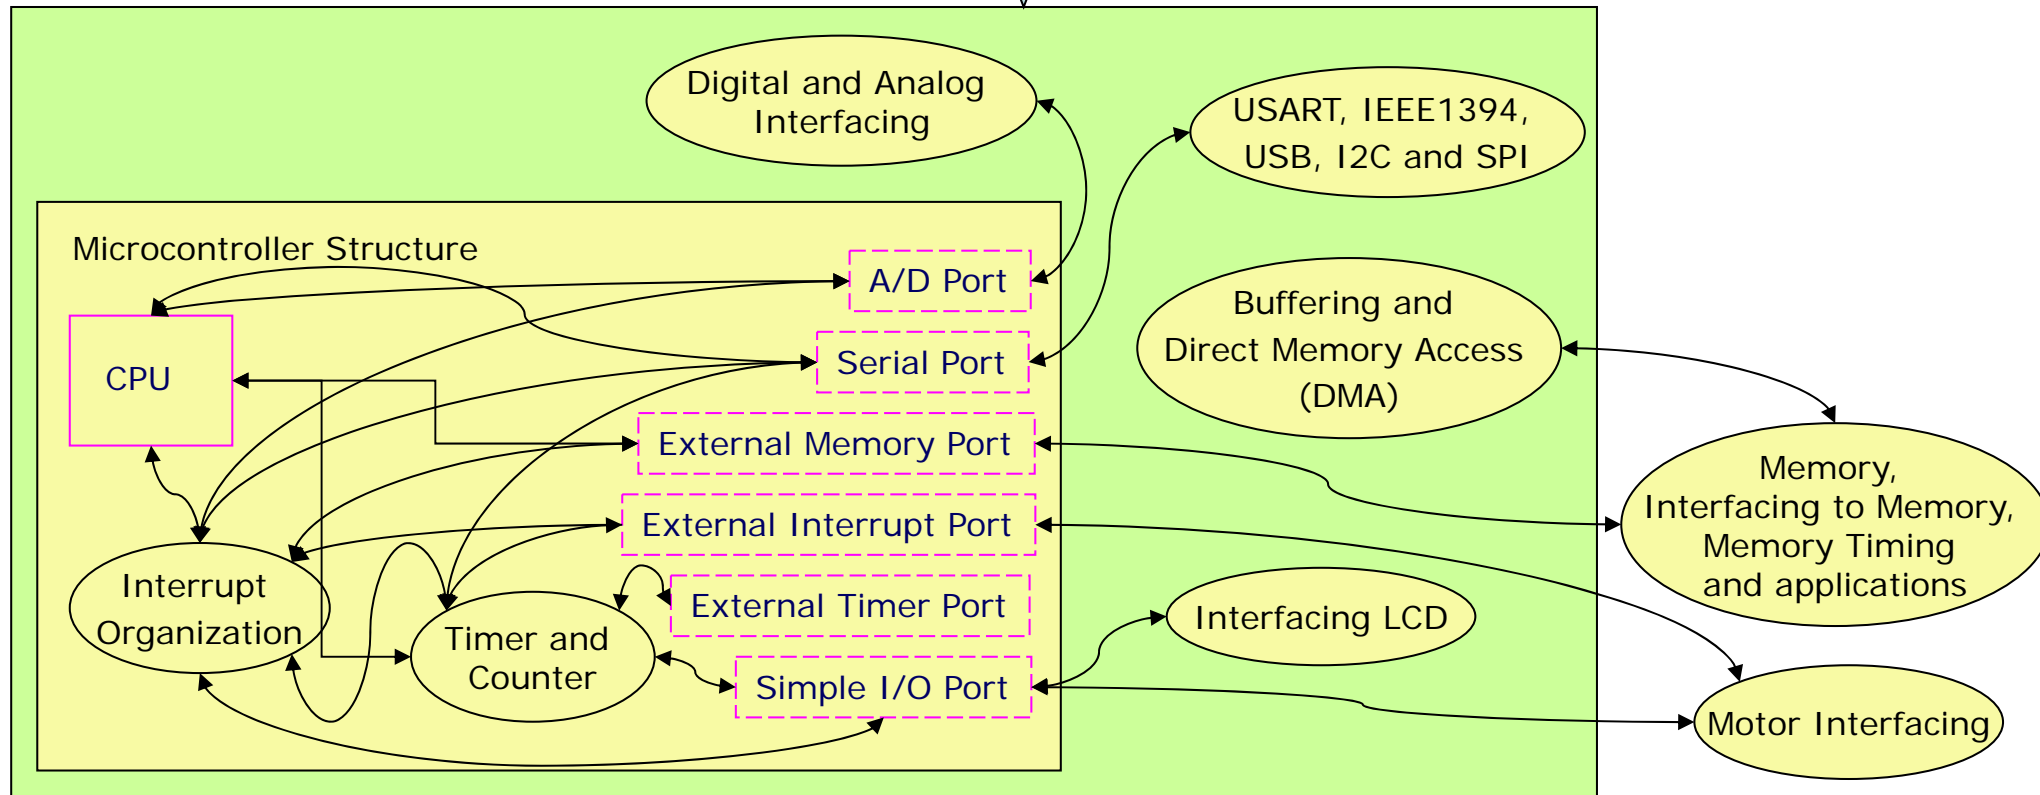 Digital and Analog
Interfacing
USART, IEEE1394,
USB, I2C and SPI
Microcontroller Structure
A/D Port
Buffering and
Direct Memory Access
(DMA)
CPU
Serial Port
External Memory Port
Memory,
Interfacing to Memory,
Memory Timing
and applications
External Interrupt Port
Interrupt
Organization
External Timer Port
Interfacing LCD
Timer and
Counter
Simple I/O Port
Motor Interfacing